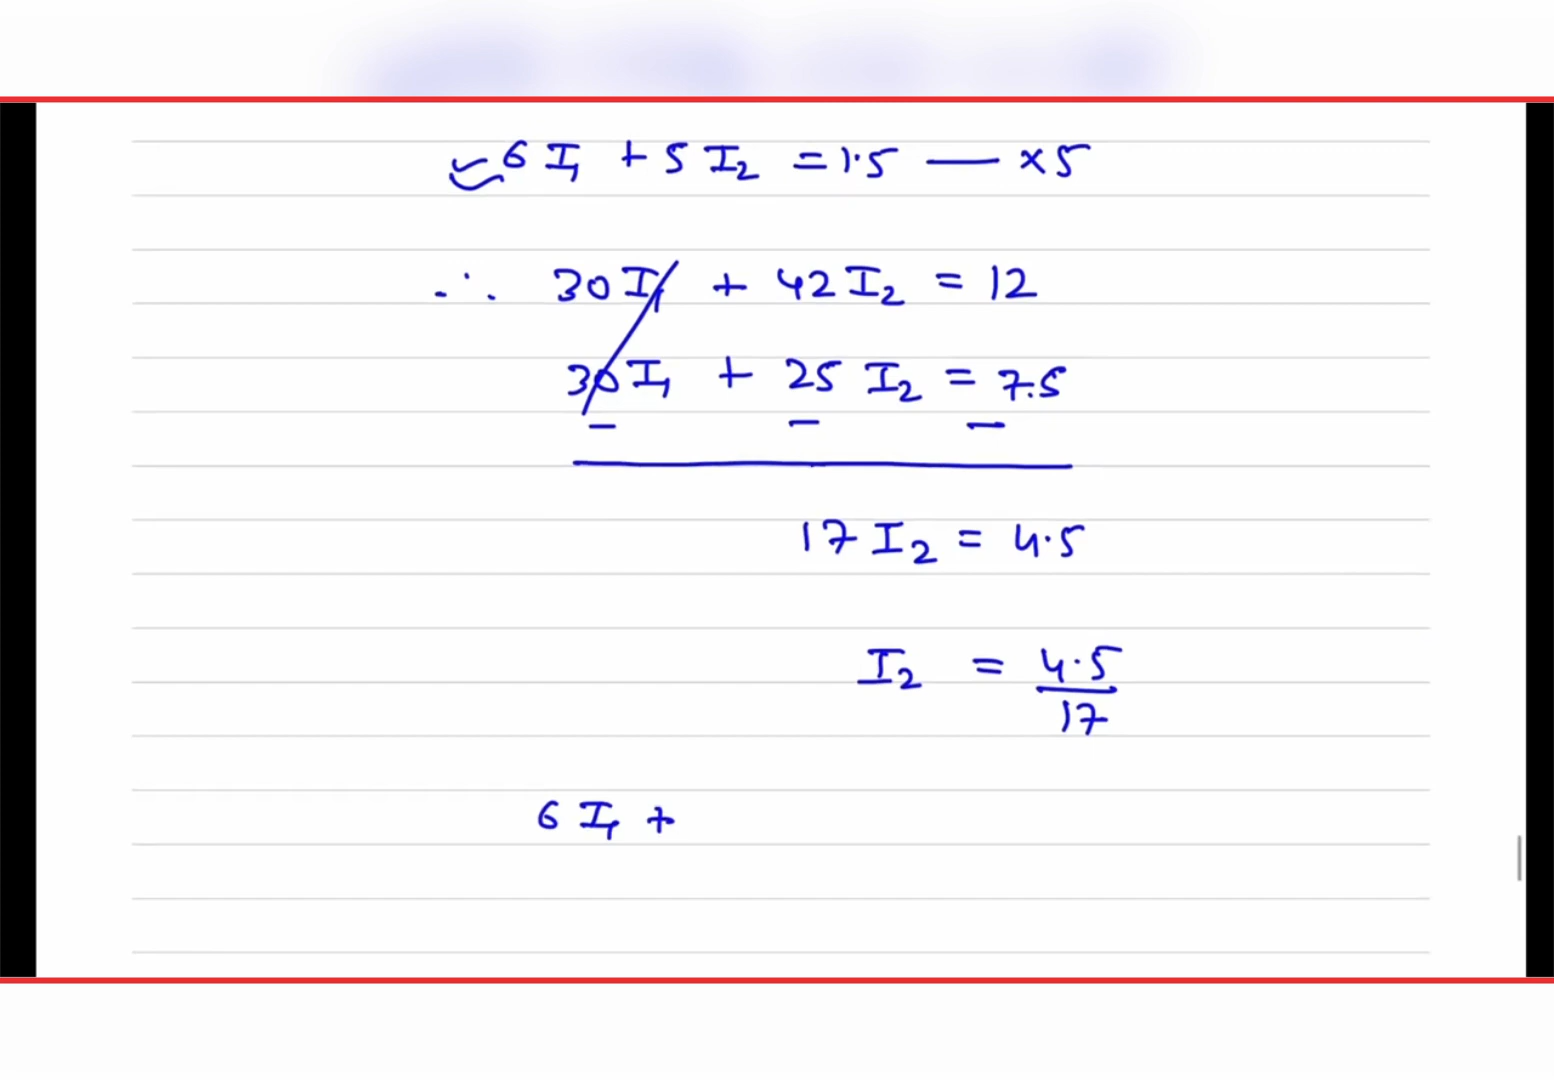 6 I₁ + 5 I₂ = 1.5 — ×5
∴ 30 I₁ + 42 I₂ = 12
30 I₁ + 25 I₂ = 7.5
− − −
17 I₂ = 4.5
I₂ = 4.5/17
6 I₁ +